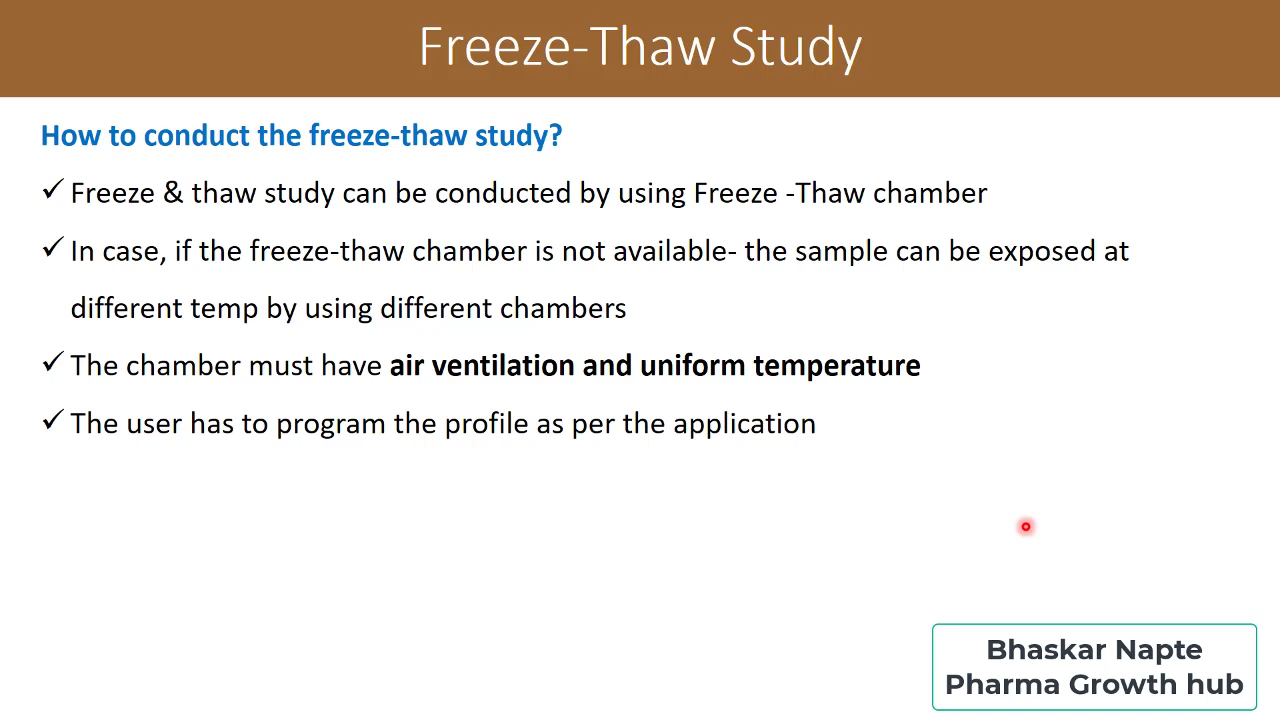 Freeze-Thaw Study
How to conduct the freeze-thaw study?
✓ Freeze & thaw study can be conducted by using Freeze -Thaw chamber
✓ In case, if the freeze-thaw chamber is not available- the sample can be exposed at
different temp by using different chambers
✓ The chamber must have air ventilation and uniform temperature
✓ The user has to program the profile as per the application
Bhaskar Napte
Pharma Growth hub